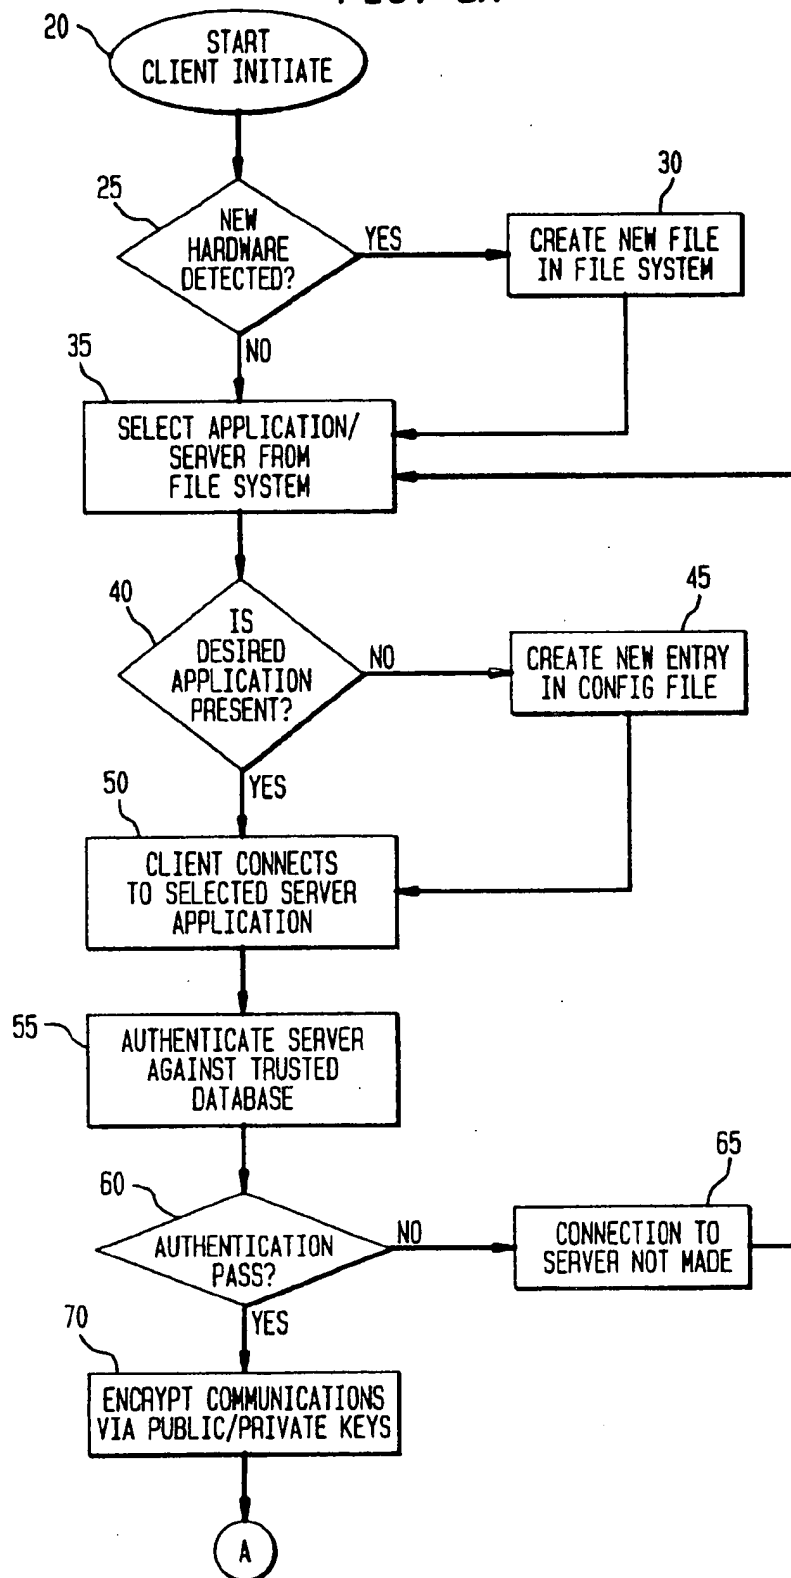 20
START
CLIENT INITIATE
25
NEW
HARDWARE
DETECTED?
YES
30
CREATE NEW FILE
IN FILE SYSTEM
NO
35
SELECT APPLICATION/
SERVER FROM
FILE SYSTEM
40
IS
DESIRED
APPLICATION
PRESENT?
NO
45
CREATE NEW ENTRY
IN CONFIG FILE
YES
50
CLIENT CONNECTS
TO SELECTED SERVER
APPLICATION
55
AUTHENTICATE SERVER
AGAINST TRUSTED
DATABASE
60
AUTHENTICATION
PASS?
NO
65
CONNECTION TO
SERVER NOT MADE
YES
70
ENCRYPT COMMUNICATIONS
VIA PUBLIC/PRIVATE KEYS
A